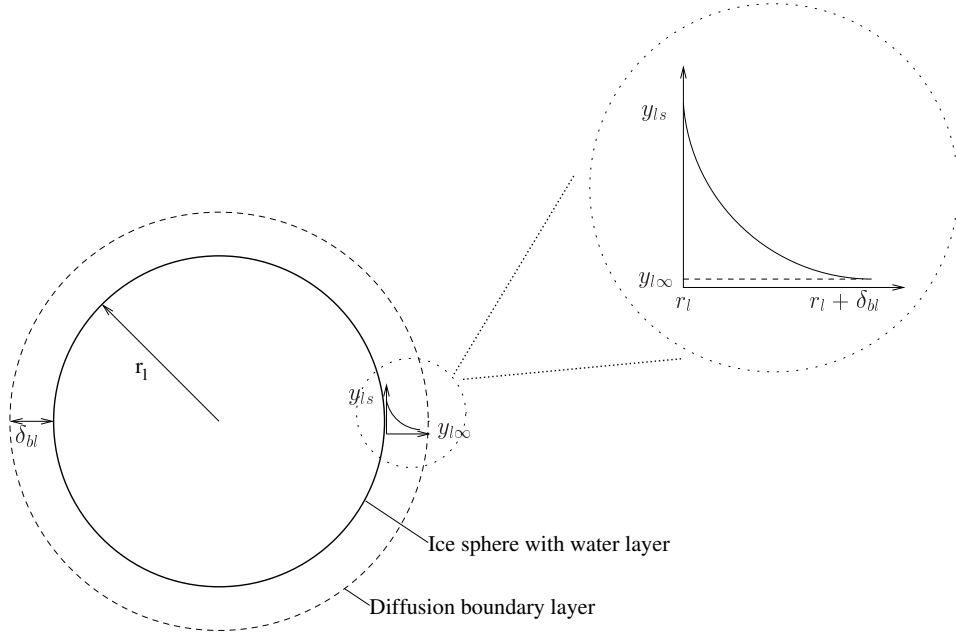 y_{ls}
y_{l∞}
r_l
r_l + δ_{bl}
r_l
y_{ls}
δ_{bl}
y_{l∞}
Ice sphere with water layer
Diffusion boundary layer